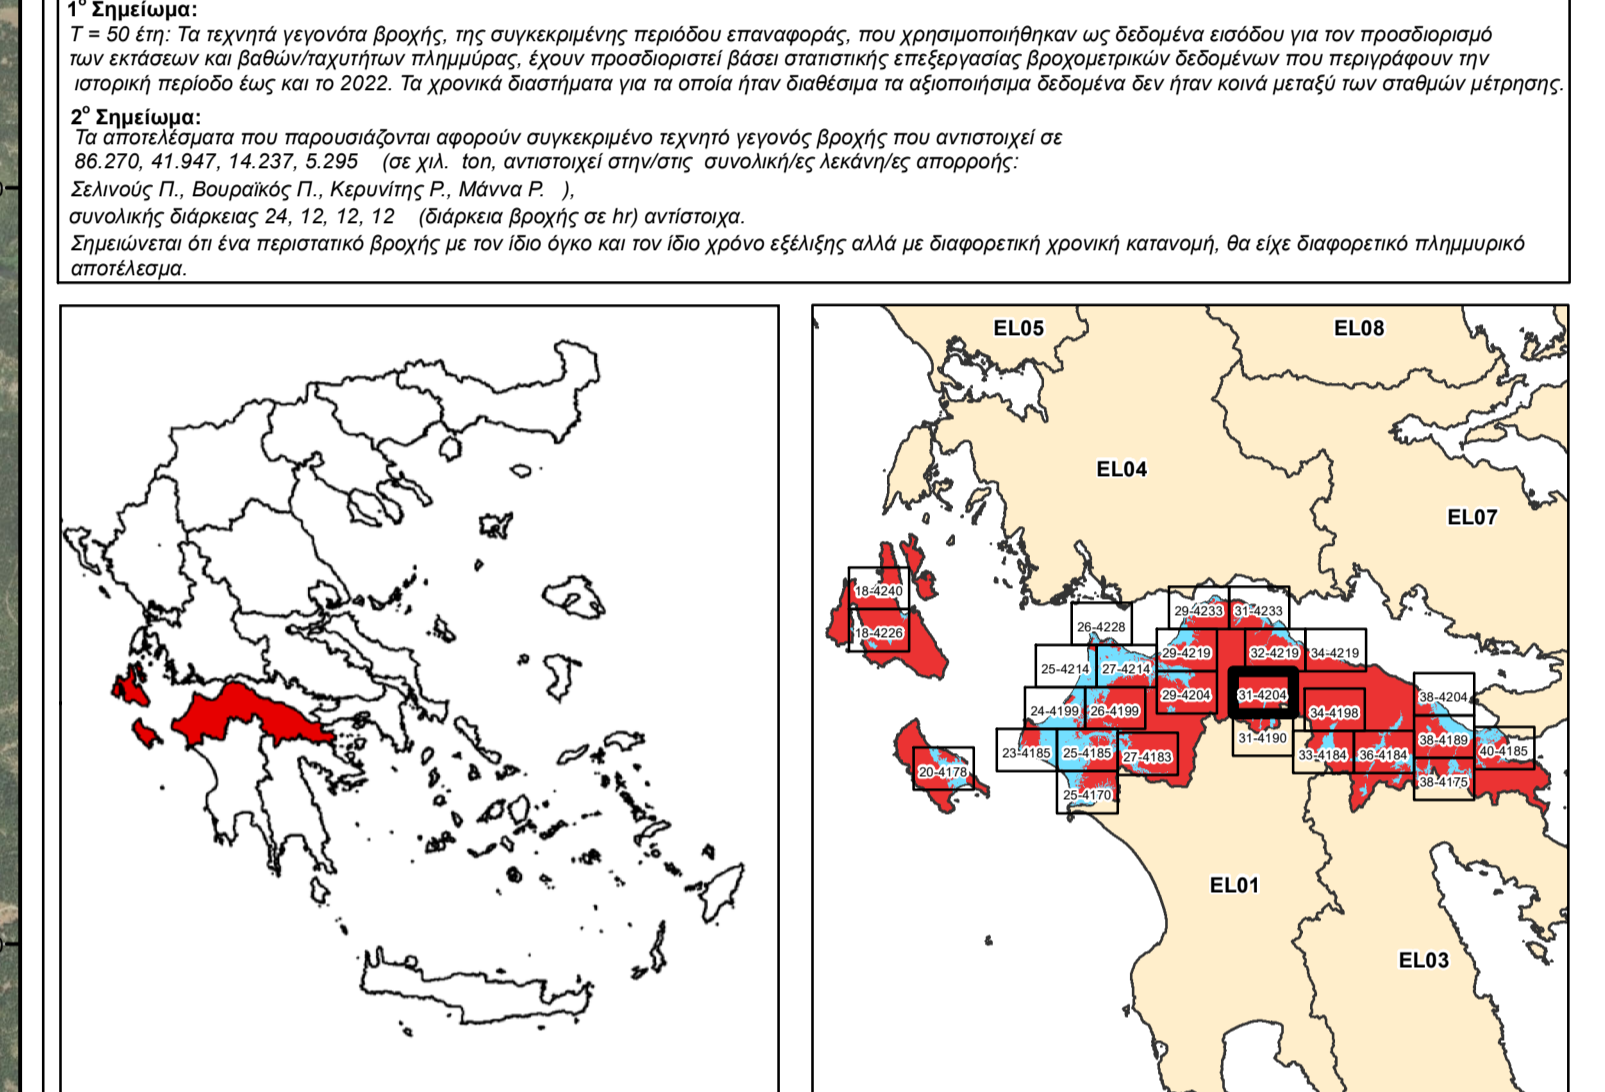 1° Σημείωμα:
T = 50 έτη: Τα τεχνητά γεγονότα βροχής, της συγκεκριμένης περιόδου επαναφοράς, που χρησιμοποιήθηκαν ως δεδομένα εισόδου για τον προσδιορισμό
των εκτάσεων και βαθών/ταχυτήτων πλημμύρας, έχουν προσδιοριστεί βάσει στατιστικής επεξεργασίας βροχομετρικών δεδομένων που περιγράφουν την
ιστορική περίοδο έως και το 2022. Τα χρονικά διαστήματα για τα οποία ήταν διαθέσιμα τα αξιοποιήσιμα δεδομένα δεν ήταν κοινά μεταξύ των σταθμών μέτρησης.
2° Σημείωμα:
Τα αποτελέσματα που παρουσιάζονται αφορούν συγκεκριμένο τεχνητό γεγονός βροχής που αντιστοιχεί σε
86.270, 41.947, 14.237, 5.295 (σε χιλ. ton, αντιστοιχεί στην/στις συνολική/ες λεκάνη/ες απορροής:
Σελινούς Π., Βουραϊκός Π., Κερυνίτης Ρ., Μάννα Ρ. ),
συνολικής διάρκειας 24, 12, 12, 12 (διάρκεια βροχής σε hr) αντίστοιχα.
Σημειώνεται ότι ένα περιστατικό βροχής με τον ίδιο όγκο και τον ίδιο χρόνο εξέλιξης αλλά με διαφορετική χρονική κατανομή, θα είχε διαφορετικό πλημμυρικό
αποτέλεσμα.
EL05
EL08
EL04
EL07
18-4240
18-4226
29-4233
31-4233
26-4228
29-4219
32-4219
34-4219
25-4214
27-4214
29-4204
31-4204
38-4204
24-4199
26-4199
34-4198
31-4190
23-4185
25-4185
27-4183
33-4184
36-4184
38-4189
40-4185
20-4178
38-4175
25-4170
EL01
EL03